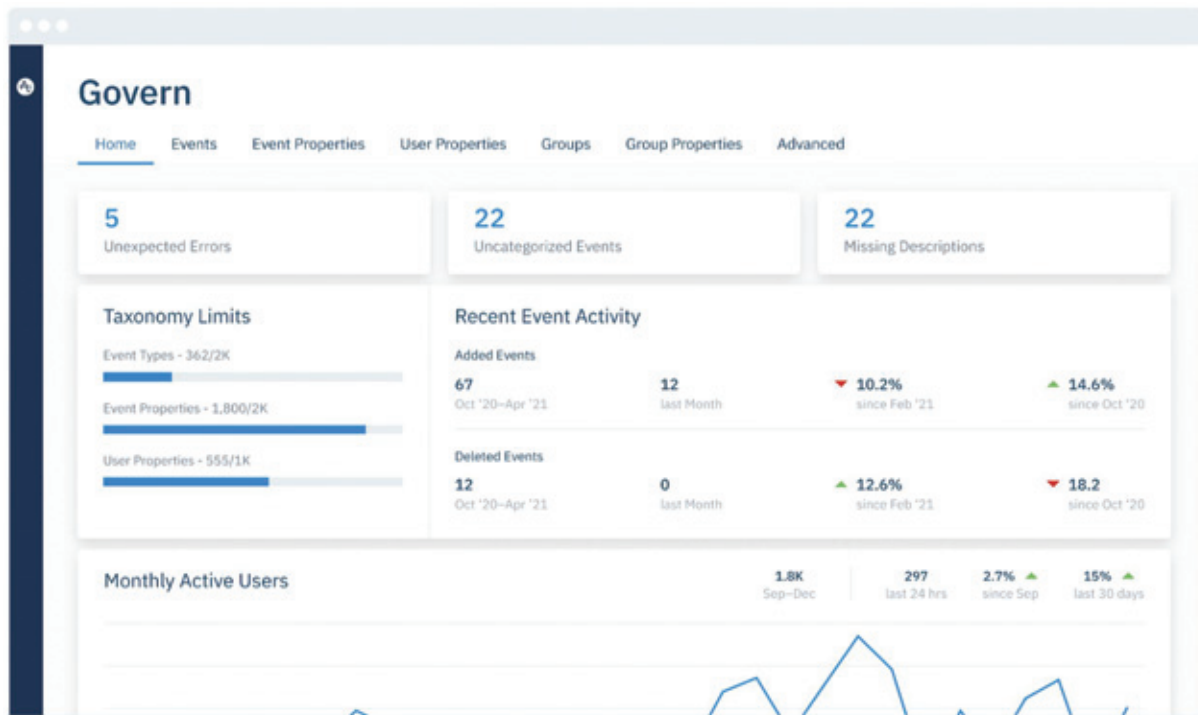 Govern
Home Events Event Properties User Properties Groups Group Properties Advanced
5
Unexpected Errors
22
Uncategorized Events
22
Missing Descriptions
Taxonomy Limits
Event Types - 362/2K
Event Properties - 1,800/2K
User Properties - 555/1K
Recent Event Activity
Added Events
67 12 10.2% 14.6%
Oct '20–Apr '21 last Month since Feb '21 since Oct '20
Deleted Events
12 0 12.6% 18.2
Oct '20–Apr '21 last Month since Feb '21 since Oct '20
Monthly Active Users
1.8K 297 2.7% 15%
Sep–Dec last 24 hrs since Sep last 30 days